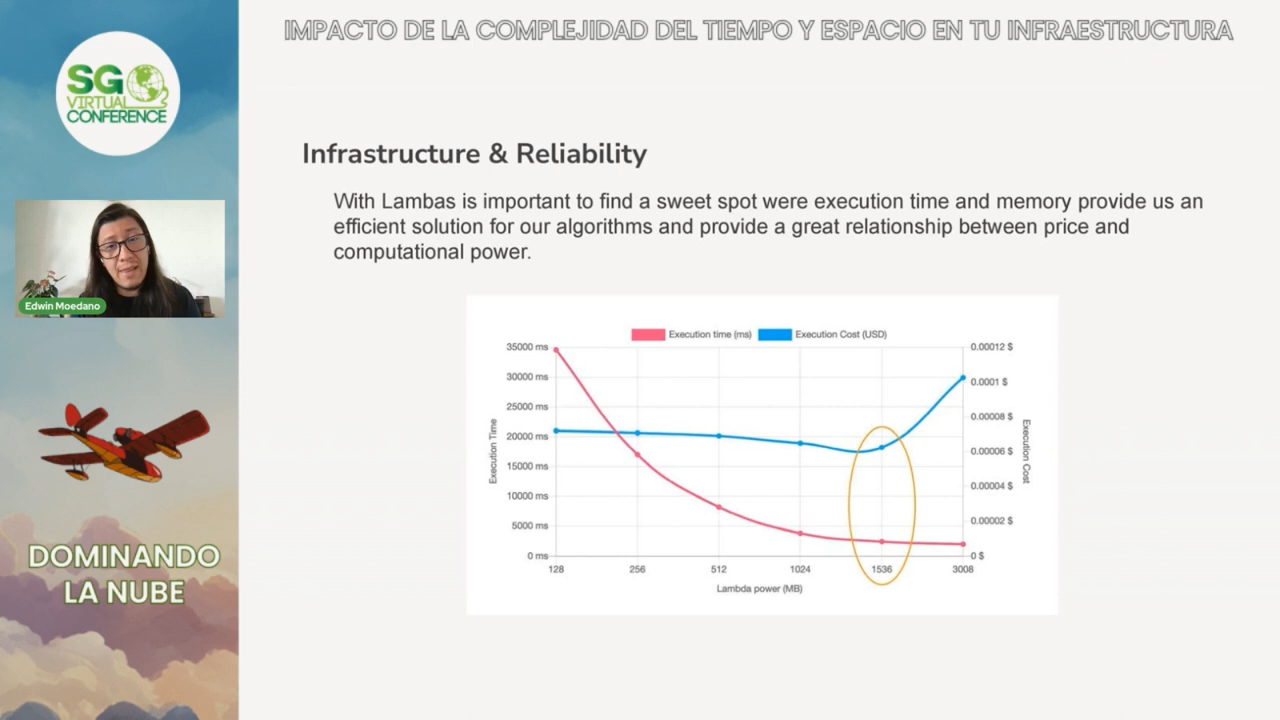 IMPACTO DE LA COMPLEJIDAD DEL TIEMPO Y ESPACIO EN TU INFRAESTRUCTURA
SG
VIRTUAL
CONFERENCE
Edwin Moedano
DOMINANDO
LA NUBE
Infrastructure & Reliability
With Lambas is important to find a sweet spot were execution time and memory provide us an
efficient solution for our algorithms and provide a great relationship between price and
computational power.
Execution time (ms) Execution Cost (USD)
35000 ms
30000 ms
25000 ms
20000 ms
15000 ms
10000 ms
5000 ms
0 ms
Execution Time
0.00012 $
0.0001 $
0.00008 $
0.00006 $
0.00004 $
0.00002 $
0 $
Execution Cost
128 256 512 1024 1536 3008
Lambda power (MB)